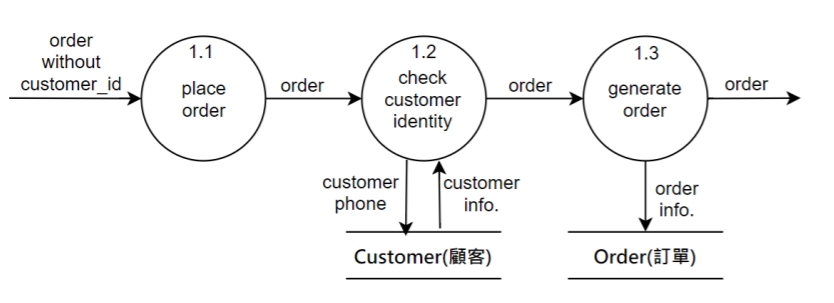 order
without
customer_id
1.1
place
order
order
1.2
check
customer
identity
order
1.3
generate
order
order
customer
phone
customer
info.
order
info.
Customer(顧客)
Order(訂單)